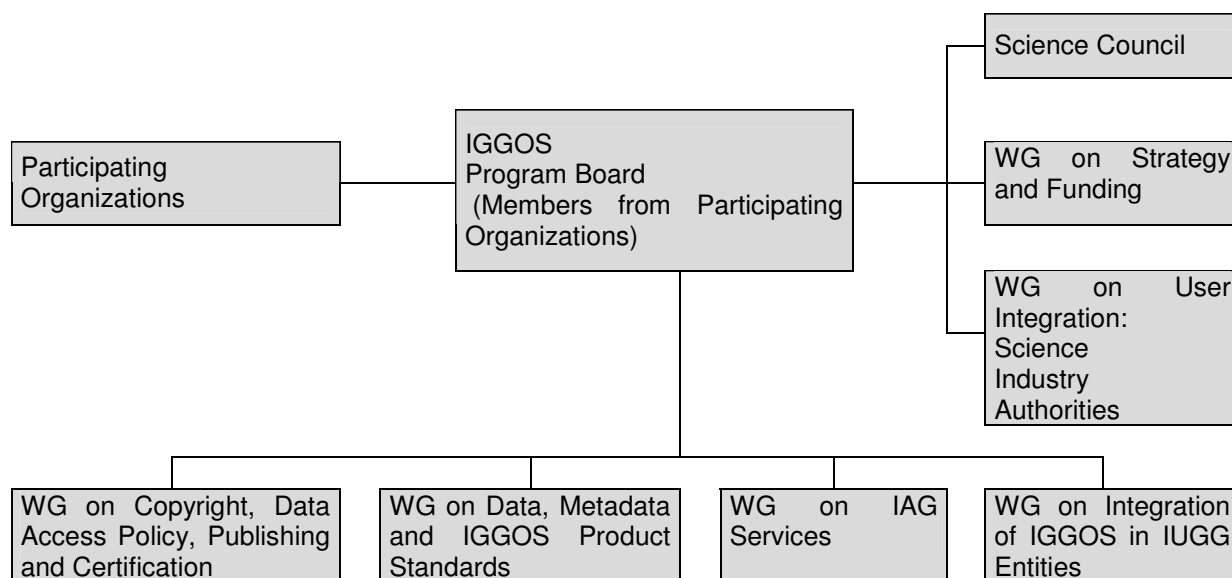 Science Council
Participating
Organizations
IGGOS
Program Board
(Members from Participating
Organizations)
WG on Strategy
and Funding
WG on User
Integration:
Science
Industry
Authorities
WG on Copyright, Data
Access Policy, Publishing
and Certification
WG on Data, Metadata
and IGGOS Product
Standards
WG on IAG
Services
WG on Integration
of IGGOS in IUGG
Entities